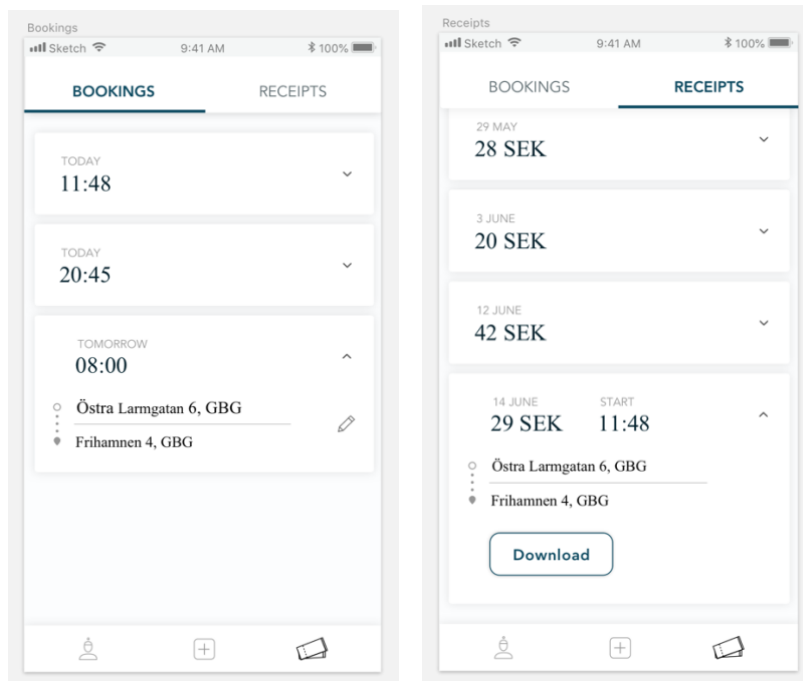 Bookings
Sketch 9:41 AM 100%
BOOKINGS RECEIPTS
TODAY
11:48
TODAY
20:45
TOMORROW
08:00
Östra Larmgatan 6, GBG
Frihamnen 4, GBG
Receipts
Sketch 9:41 AM 100%
BOOKINGS RECEIPTS
29 MAY
28 SEK
3 JUNE
20 SEK
12 JUNE
42 SEK
14 JUNE START
29 SEK 11:48
Östra Larmgatan 6, GBG
Frihamnen 4, GBG
Download